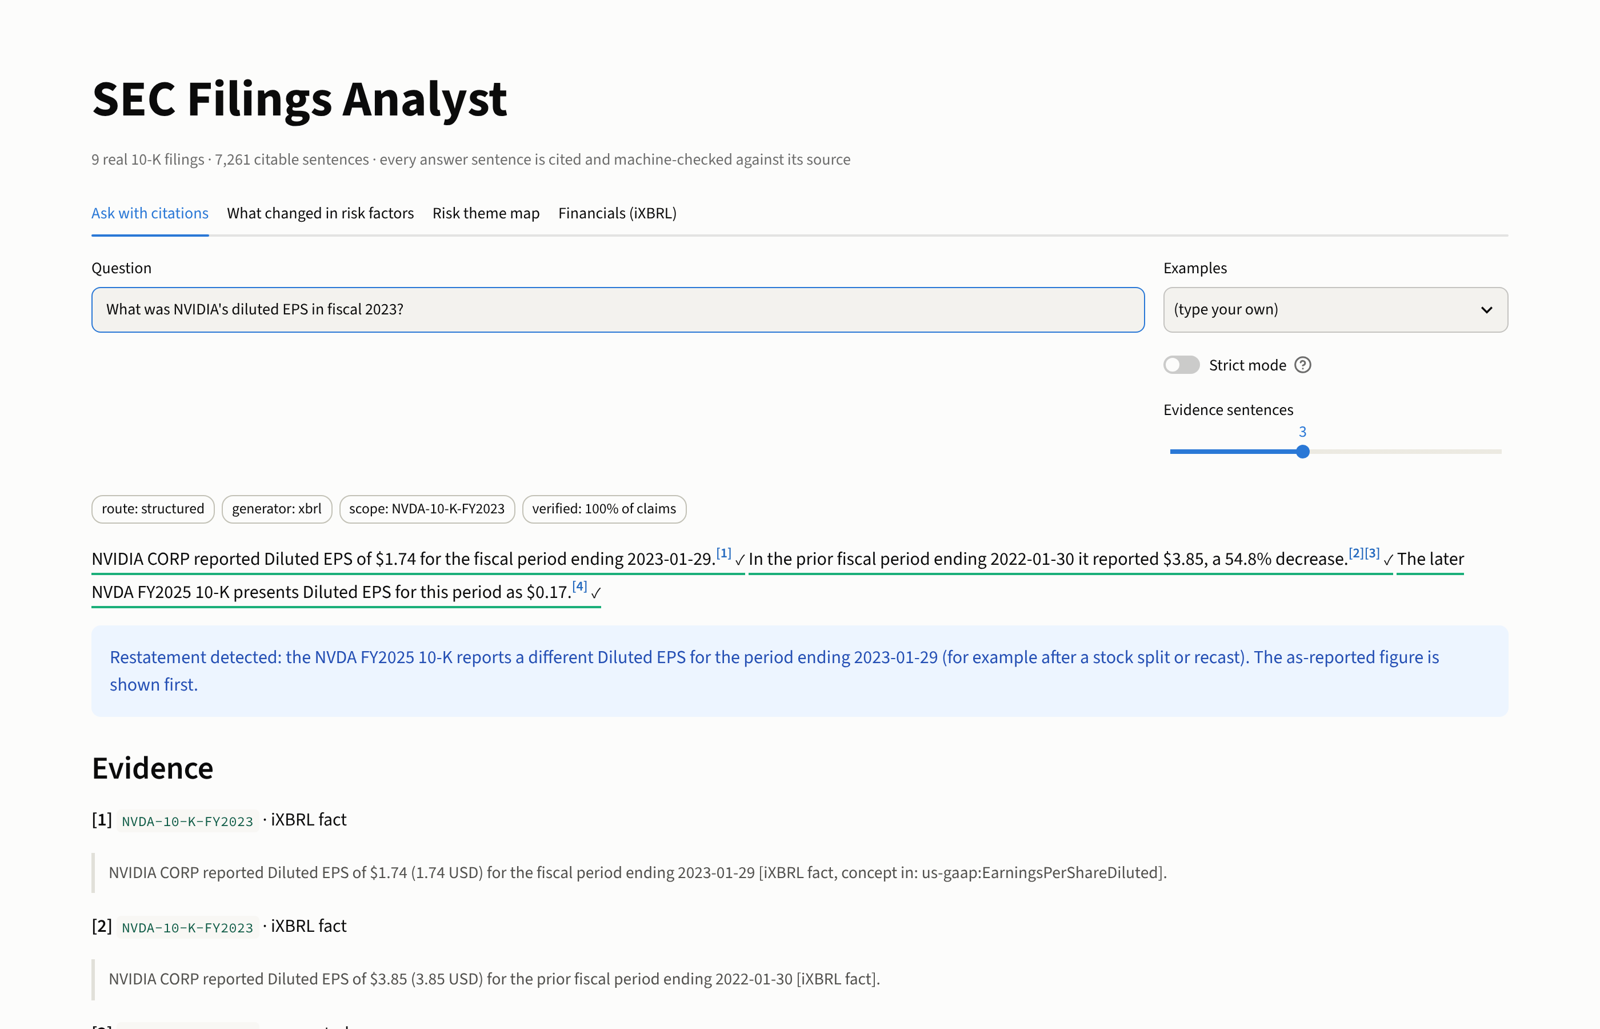 SEC Filings Analyst
9 real 10-K filings · 7,261 citable sentences · every answer sentence is cited and machine-checked against its source
Ask with citations
What changed in risk factors
Risk theme map
Financials (iXBRL)
Question
Examples
What was NVIDIA's diluted EPS in fiscal 2023?
(type your own)
Strict mode ?
Evidence sentences
3
route: structured
generator: xbrl
scope: NVDA-10-K-FY2023
verified: 100% of claims
NVIDIA CORP reported Diluted EPS of $1.74 for the fiscal period ending 2023-01-29.[1] ✓ In the prior fiscal period ending 2022-01-30 it reported $3.85, a 54.8% decrease.[2][3] ✓ The later
NVDA FY2025 10-K presents Diluted EPS for this period as $0.17.[4] ✓
Restatement detected: the NVDA FY2025 10-K reports a different Diluted EPS for the period ending 2023-01-29 (for example after a stock split or recast). The as-reported figure is
shown first.
Evidence
[1] NVDA-10-K-FY2023 · iXBRL fact
NVIDIA CORP reported Diluted EPS of $1.74 (1.74 USD) for the fiscal period ending 2023-01-29 [iXBRL fact, concept in: us-gaap:EarningsPerShareDiluted].
[2] NVDA-10-K-FY2023 · iXBRL fact
NVIDIA CORP reported Diluted EPS of $3.85 (3.85 USD) for the prior fiscal period ending 2022-01-30 [iXBRL fact].